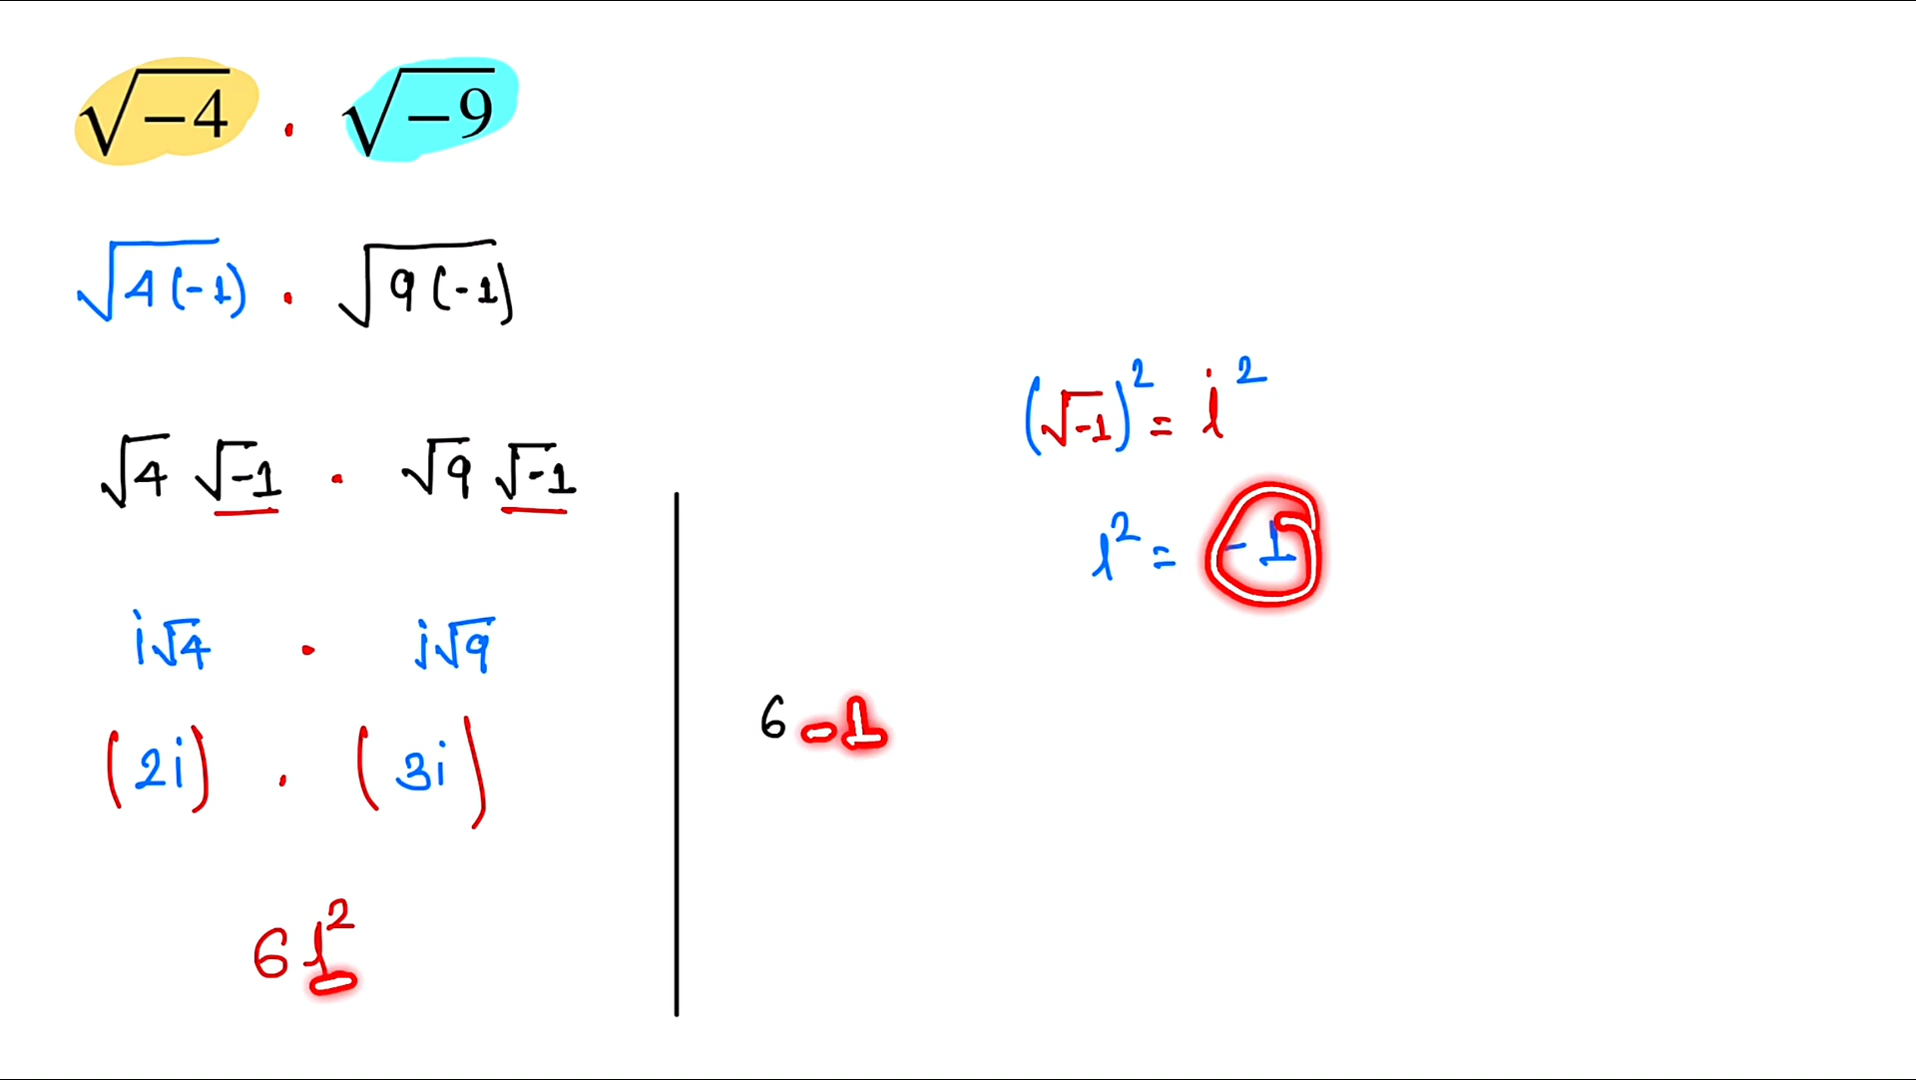 √-4 · √-9
√4(-1) · √9(-1)
√4 √-1 · √9 √-1
i√4 · i√9
(2i) · (3i)
6i²
(√-1)² = i²
i² = -1
6 -1